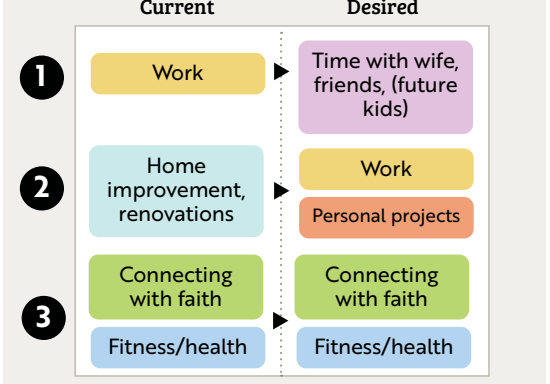 Current Desired
1
Work
Time with wife,
friends, (future
kids)
2
Home
improvement,
renovations
Work
Personal projects
3
Connecting
with faith
Fitness/health
Connecting
with faith
Fitness/health